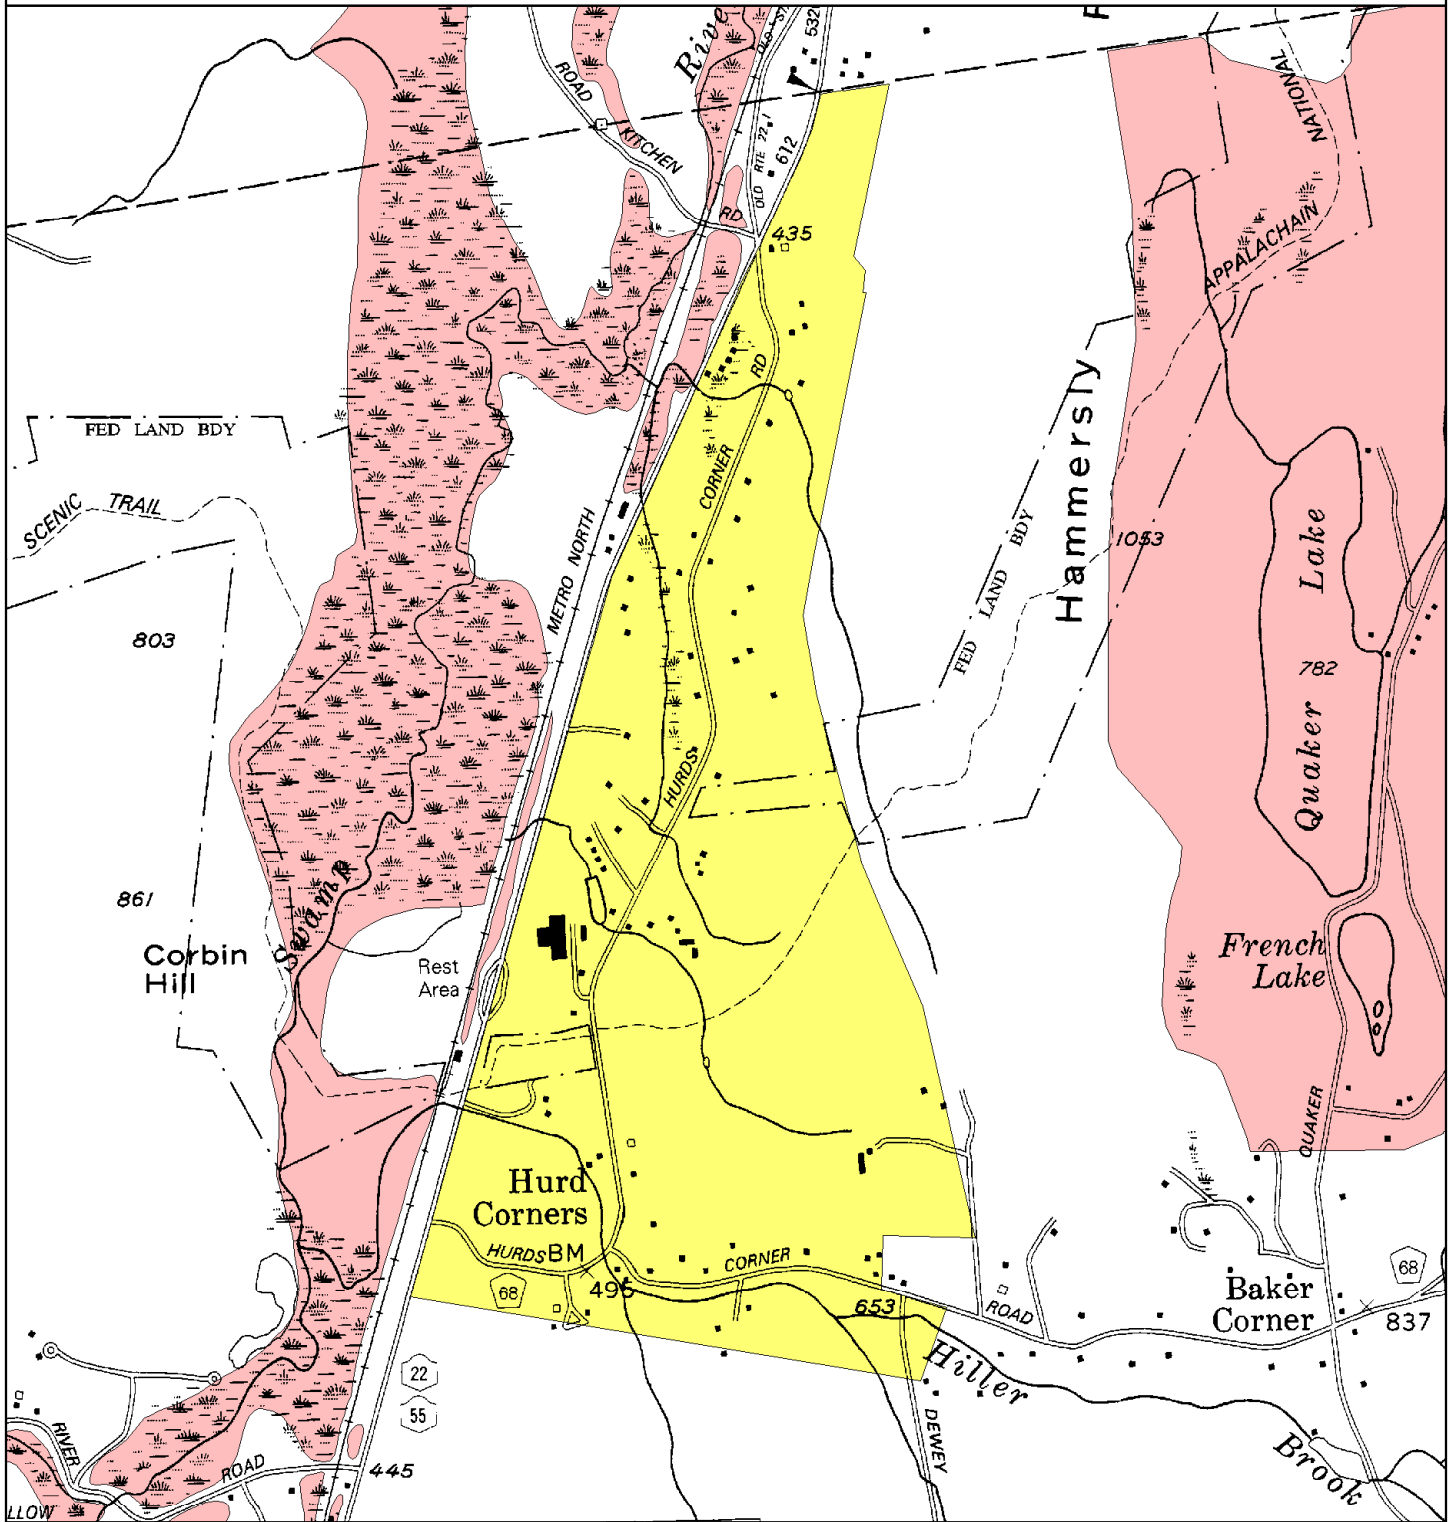 ROAD
KITCHEN
RD
Rive
532
OLD RTE 22
612
435
NATIONAL
APPALACHAIN
FED LAND BDY
SCENIC TRAIL
803
861
Corbin
Hill
Swamp
METRO NORTH
CORNER RD
HURDS
Hammersly
FED LAND BDY
1053
Quaker Lake
782
French
Lake
QUAKER
Rest
Area
Hurd
Corners
HURDS
BM
495
68
CORNER
653
ROAD
Baker
Corner
68
837
Hiller
Brook
DEWEY
22
55
445
RIVER
ROAD
LLOW